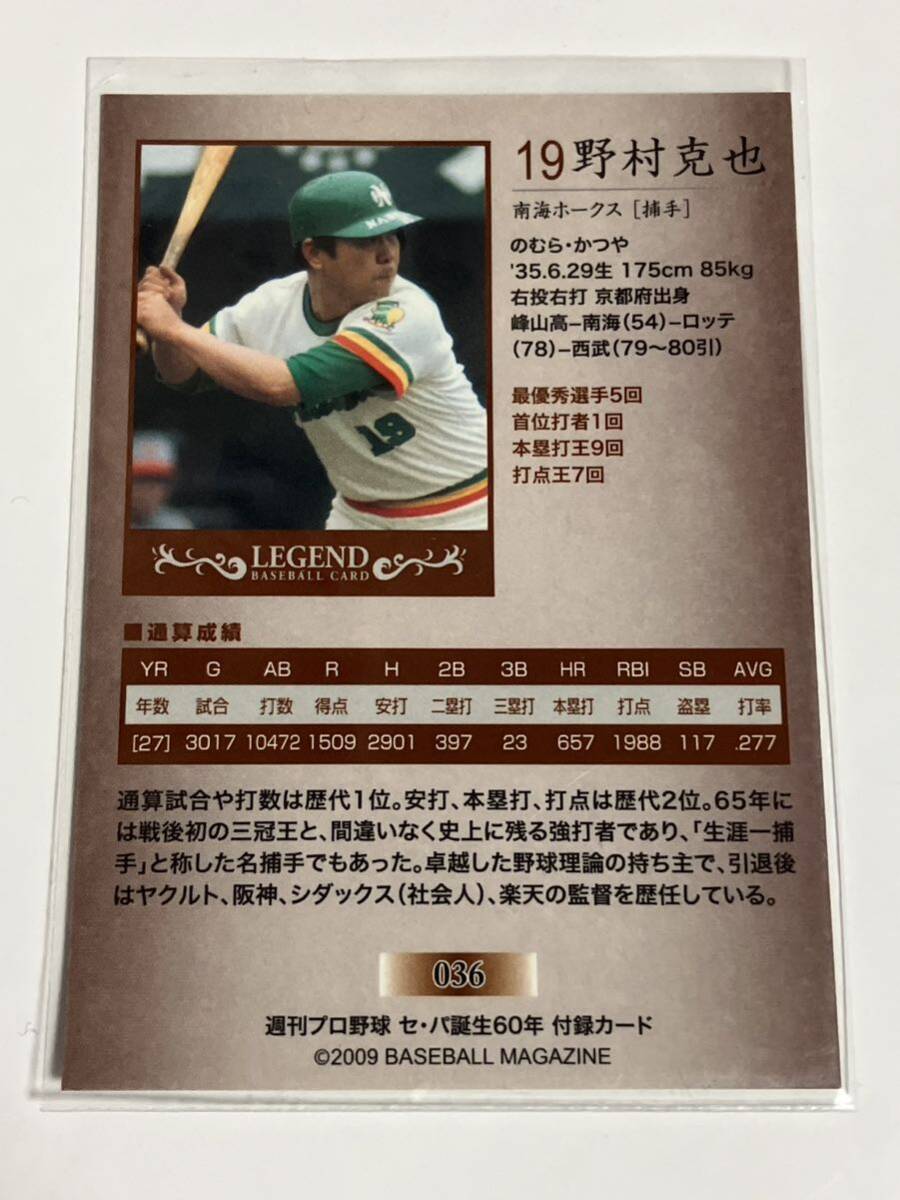 19 野村克也
南海ホークス [捕手]
のむら・かつや
'35.6.29生 175cm 85kg
右投右打 京都府出身
峰山高−南海(54)−ロッテ
(78)−西武(79〜80引)
最優秀選手5回
首位打者1回
本塁打王9回
打点王7回
19
LEGEND
BASEBALL CARD
■通算成績
YR G AB R H 2B 3B HR RBI SB AVG
年数 試合 打数 得点 安打 二塁打 三塁打 本塁打 打点 盗塁 打率
[27] 3017 10472 1509 2901 397 23 657 1988 117 .277
通算試合や打数は歴代1位。安打、本塁打、打点は歴代2位。65年に
は戦後初の三冠王と、間違いなく史上に残る強打者であり、「生涯一捕
手」と称した名捕手でもあった。卓越した野球理論の持ち主で、引退後
はヤクルト、阪神、シダックス(社会人)、楽天の監督を歴任している。
036
週刊プロ野球 セ・パ誕生60年 付録カード
©2009 BASEBALL MAGAZINE